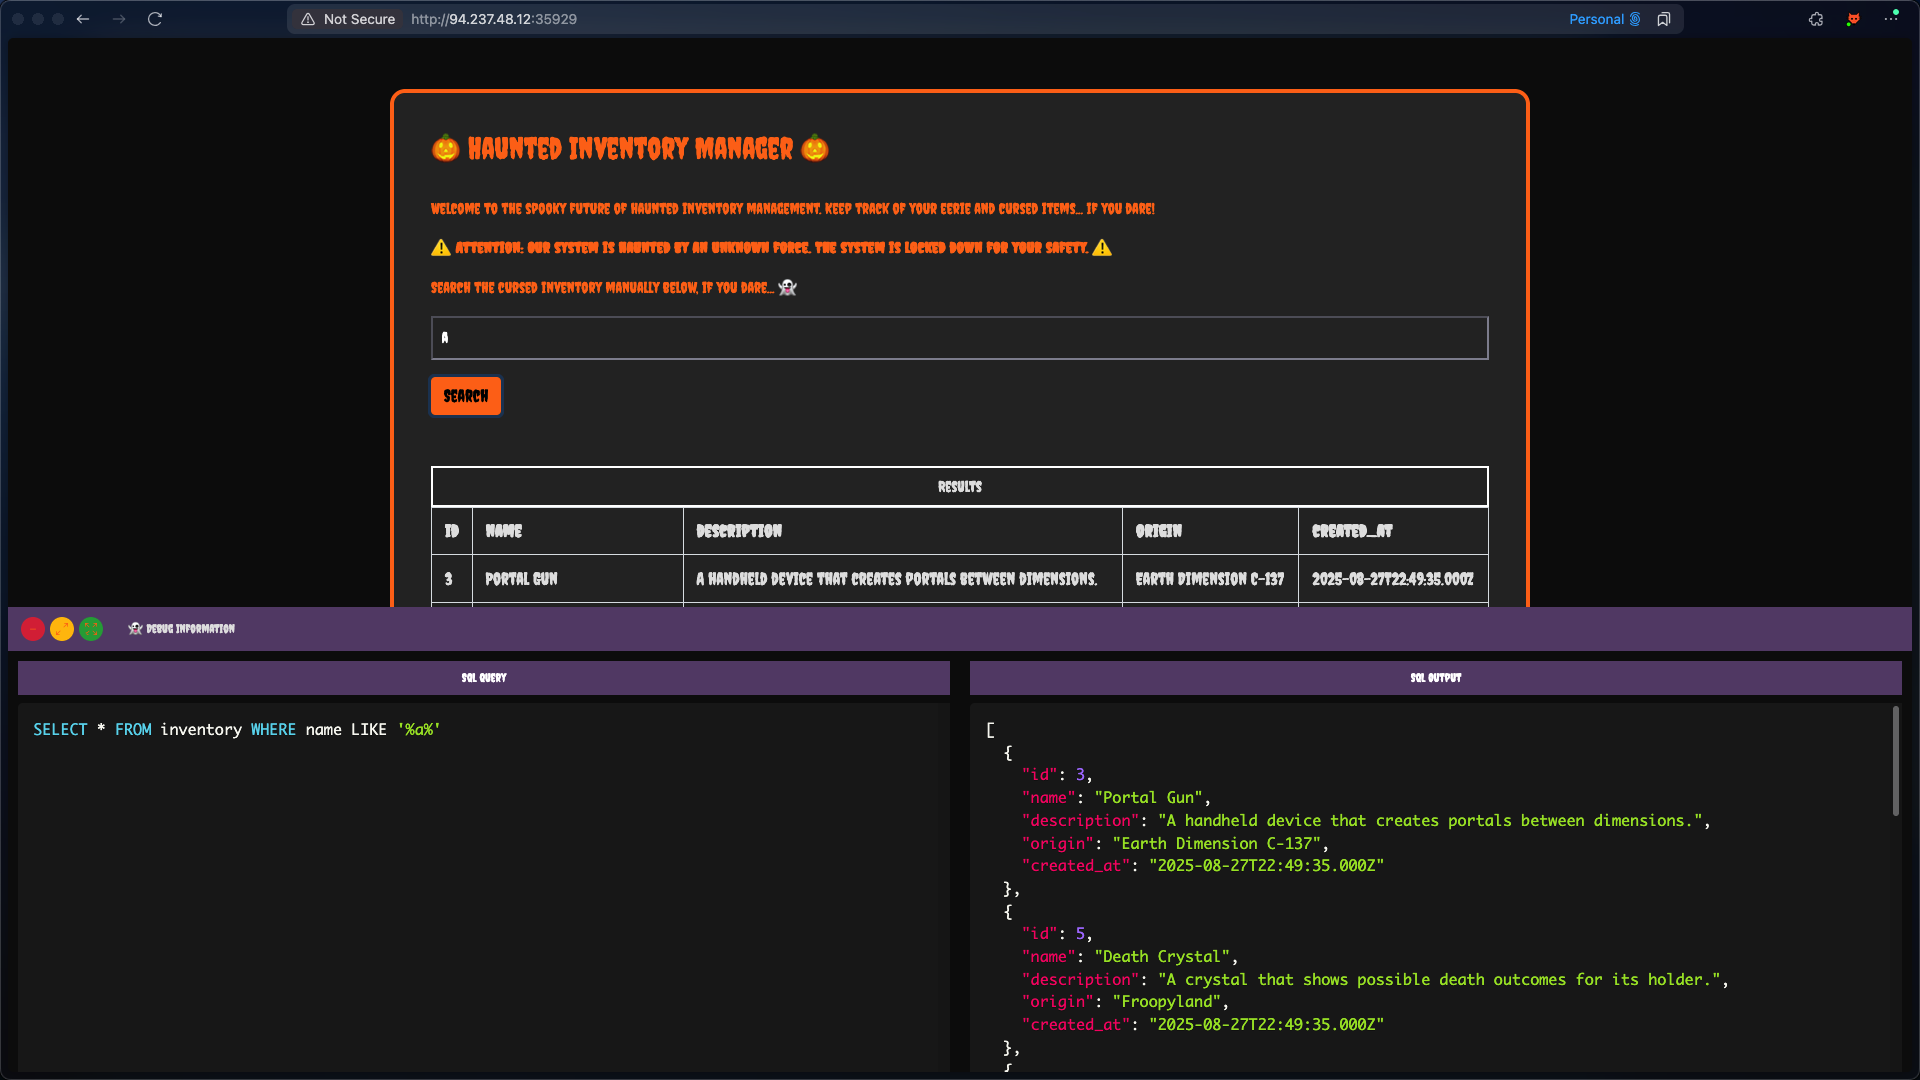 Not Secure http://94.237.48.12:35929 Personal
HAUNTED INVENTORY MANAGER
WELCOME TO THE SPOOKY FUTURE OF HAUNTED INVENTORY MANAGEMENT. KEEP TRACK OF YOUR EERIE AND CURSED ITEMS... IF YOU DARE!
ATTENTION: OUR SYSTEM IS HAUNTED BY AN UNKNOWN FORCE. THE SYSTEM IS LOCKED DOWN FOR YOUR SAFETY.
SEARCH THE CURSED INVENTORY MANUALLY BELOW, IF YOU DARE...
A
SEARCH
RESULTS
ID NAME DESCRIPTION ORIGIN CREATED_AT
3 PORTAL GUN A HANDHELD DEVICE THAT CREATES PORTALS BETWEEN DIMENSIONS. EARTH DIMENSION C-137 2025-08-27T22:49:35.000Z
DEBUG INFORMATION
SQL QUERY
SELECT * FROM inventory WHERE name LIKE '%a%'
SQL OUTPUT
[
{
"id": 3,
"name": "Portal Gun",
"description": "A handheld device that creates portals between dimensions.",
"origin": "Earth Dimension C-137",
"created_at": "2025-08-27T22:49:35.000Z"
},
{
"id": 5,
"name": "Death Crystal",
"description": "A crystal that shows possible death outcomes for its holder.",
"origin": "Froopyland",
"created_at": "2025-08-27T22:49:35.000Z"
},
{